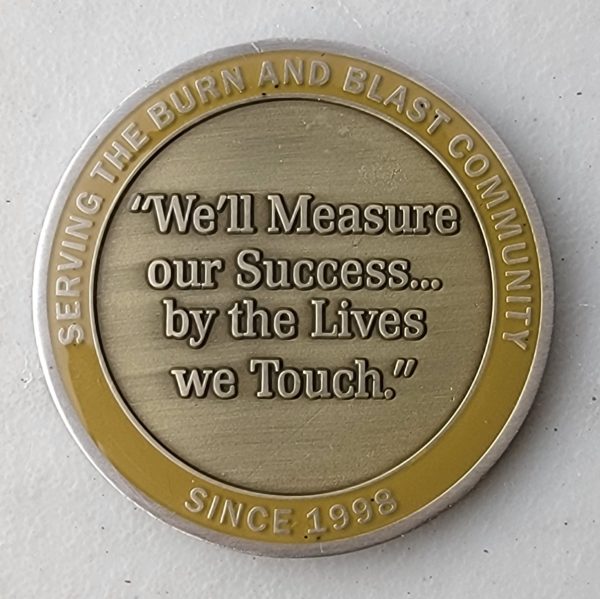 SERVING THE BURN AND BLAST COMMUNITY
"We'll Measure
our Success...
by the Lives
we Touch."
SINCE 1998